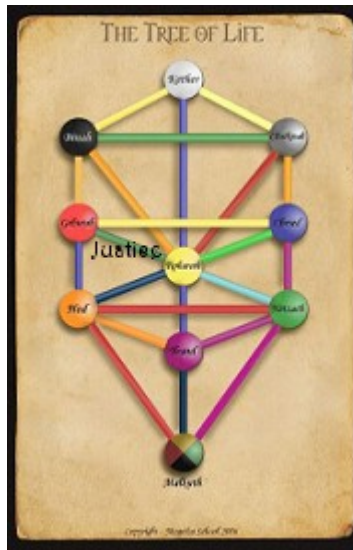 The Tree of Life
Kether
Binah
Chokmah
Geburah
Chesed
Justice
Tiphareth
Hod
Netzach
Yesod
Malkuth